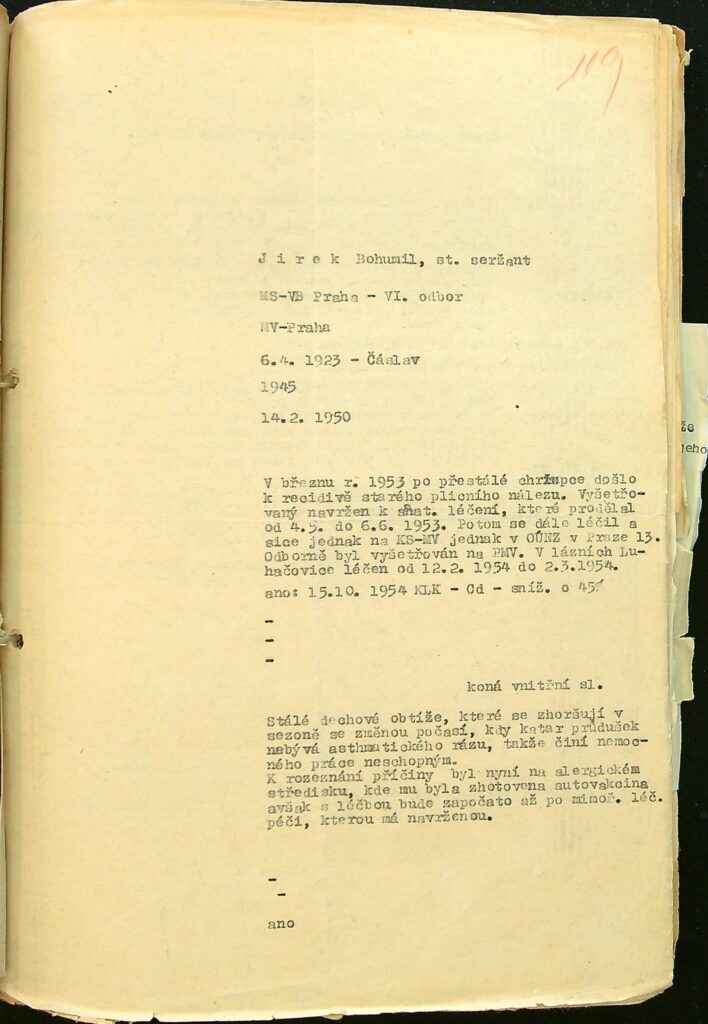 119
J i r e k Bohumil, st. seržant
MS-VB Praha - VI. odbor
MV-Praha
6.4. 1923 - Čáslav
1945
14.2. 1950
V březnu r. 1953 po přestálé chřipce došlo
k recidivě starého plicního nálezu. Vyšetřo-
vaný navržen k saat. léčení, které prodělal
od 4.5. do 6.6. 1953. Potom se dále léčil a
sice jednak na KS-MV jednak v OÚNZ v Praze 13.
Odborně byl vyšetřován na PMV. V lázních Lu-
hačovice léčen od 12.2. 1954 do 2.3.1954.
ano: 15.10. 1954 KLK - Cd - sníž. o 45%
-
-
-
koná vnitřní sl.
Stálé dechové obtíže, které se zhoršují v
sezoně se změnou počasí, kdy katar průdušek
nabývá asthmatického rázu, takže činí nemoc-
ného práce neschopným.
K rozeznání příčiny byl nyní na alergickém
středisku, kde mu byla zhotovena autovakcina
avšak s léčbou bude započato až po mimoř. léč.
péči, kterou má navrženou.
-
-
ano
že
neho